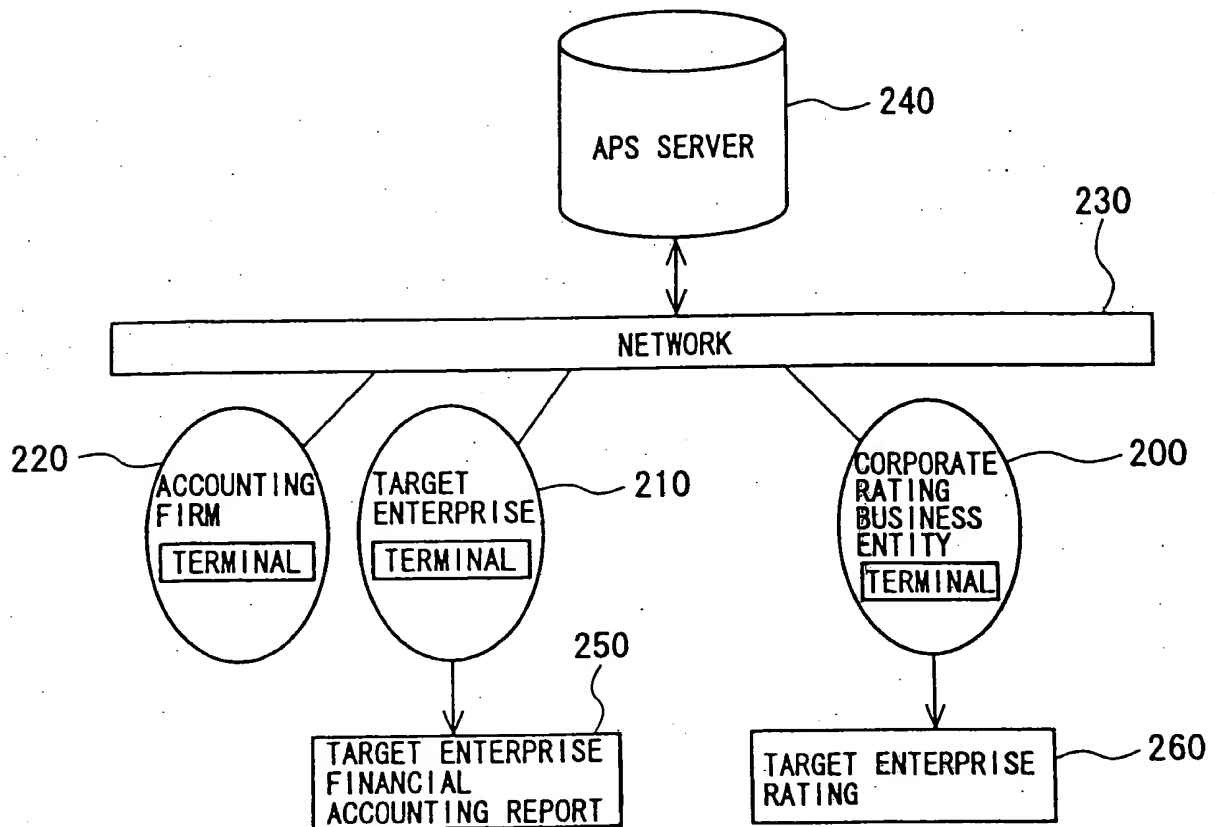 240
APS SERVER
230
NETWORK
220
ACCOUNTING
FIRM
TERMINAL
TARGET
ENTERPRISE
TERMINAL
210
CORPORATE
RATING
BUSINESS
ENTITY
TERMINAL
200
250
TARGET ENTERPRISE
FINANCIAL
ACCOUNTING REPORT
TARGET ENTERPRISE
RATING
260